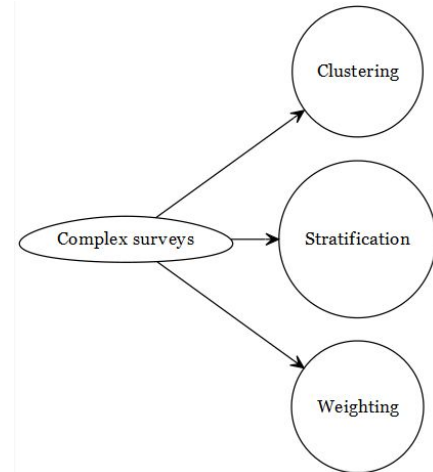 Clustering
Complex surveys
Stratification
Weighting